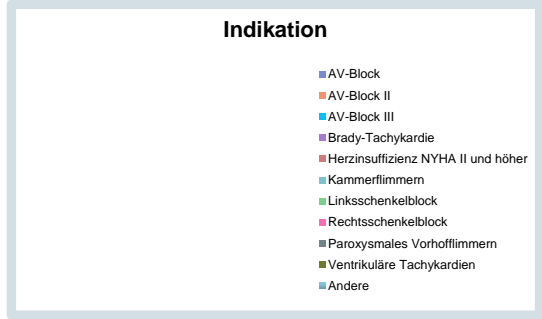 Indikation
AV-Block
AV-Block II
AV-Block III
Brady-Tachykardie
Herzinsuffizienz NYHA II und höher
Kammerflimmern
Linksschenkelblock
Rechtsschenkelblock
Paroxysmales Vorhofflimmern
Ventrikuläre Tachykardien
Andere